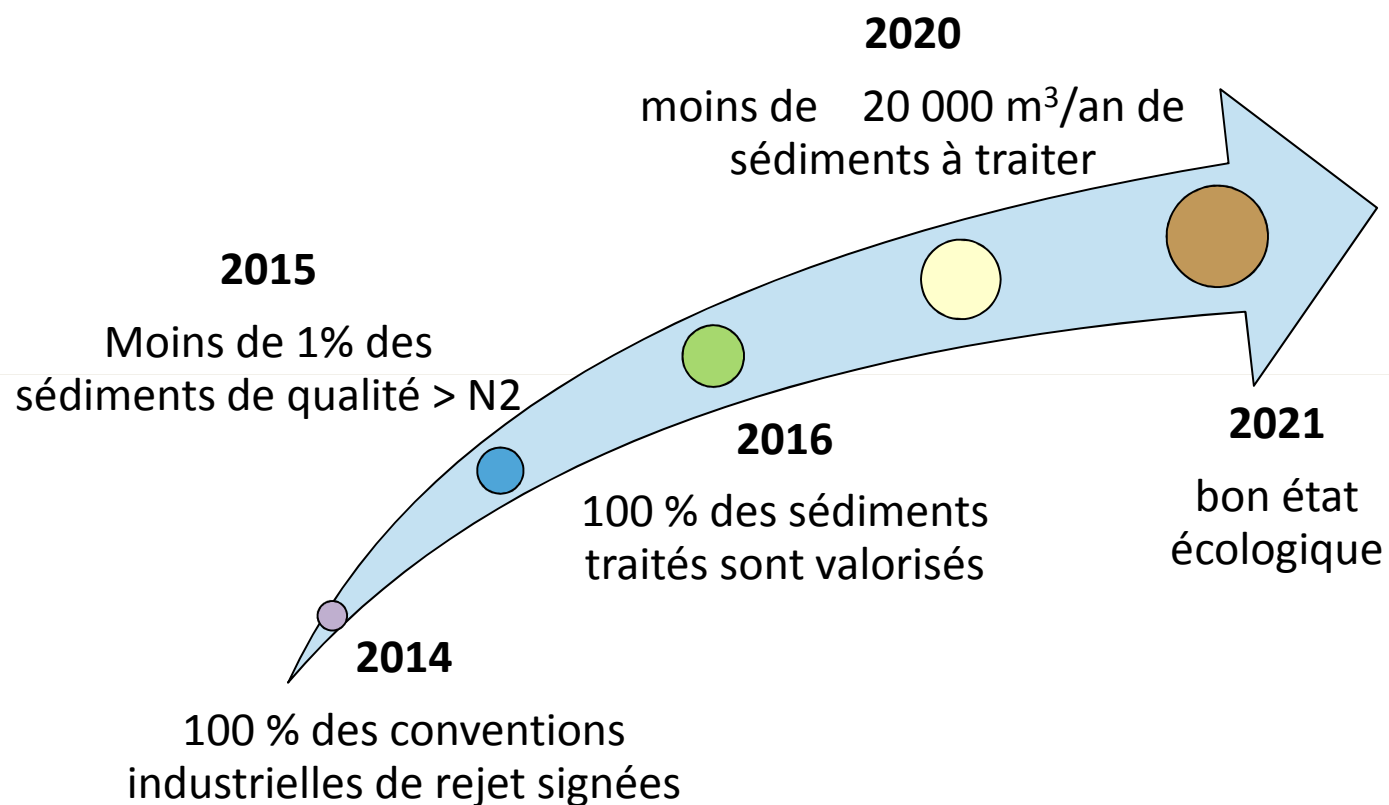 2020
moins de 20 000 m³/an de
sédiments à traiter
2015
Moins de 1% des
sédiments de qualité > N2
2016
100 % des sédiments
traités sont valorisés
2021
bon état
écologique
2014
100 % des conventions
industrielles de rejet signées